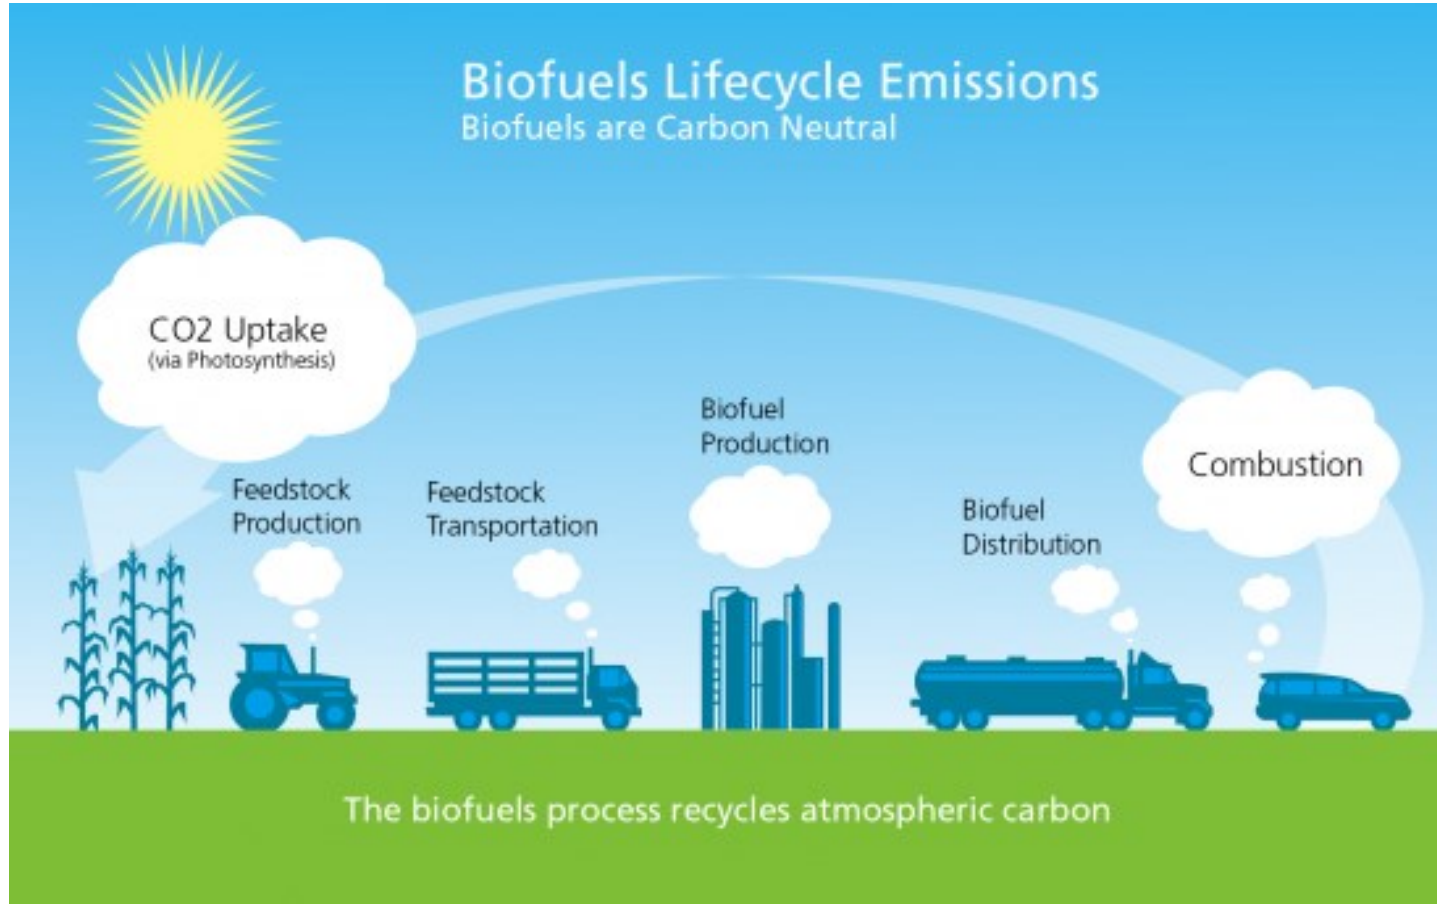 Biofuels Lifecycle Emissions
Biofuels are Carbon Neutral
CO2 Uptake
(via Photosynthesis)
Feedstock
Production
Feedstock
Transportation
Biofuel
Production
Biofuel
Distribution
Combustion
The biofuels process recycles atmospheric carbon